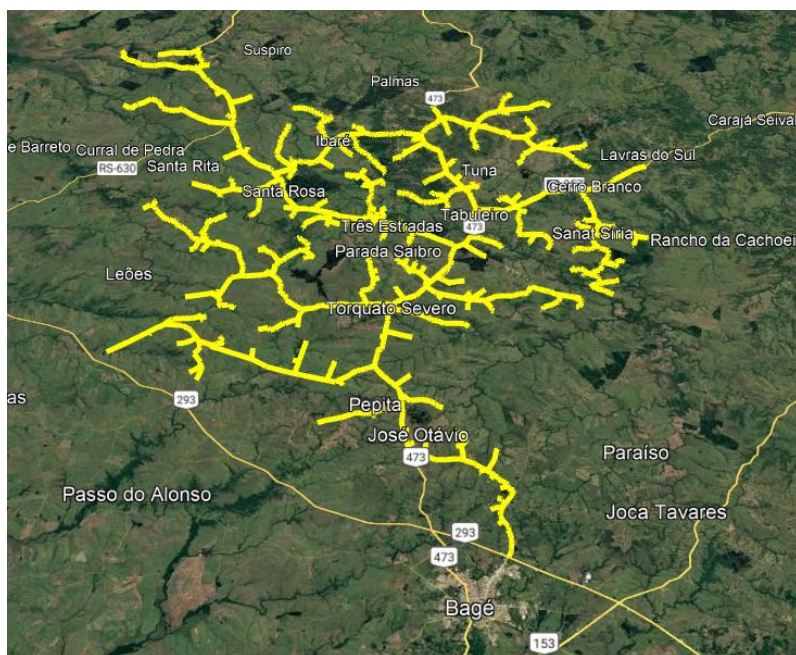 Suspiro
Palmas
473
Carajá Seival
Ibaré
e Barreto
Curral de Pedra
Lavras do Sul
Santa Rita
RS-630
Tuna
Cerro Branco
Santa Rosa
Tabuleiro
Três Estradas
473
Sanat Síria
Rancho da Cachoei
Parada Saibro
Leões
Torquato Severo
as
293
Pepita
José Otávio
473
Paraíso
Passo do Alonso
Joca Tavares
293
473
Bagé
153